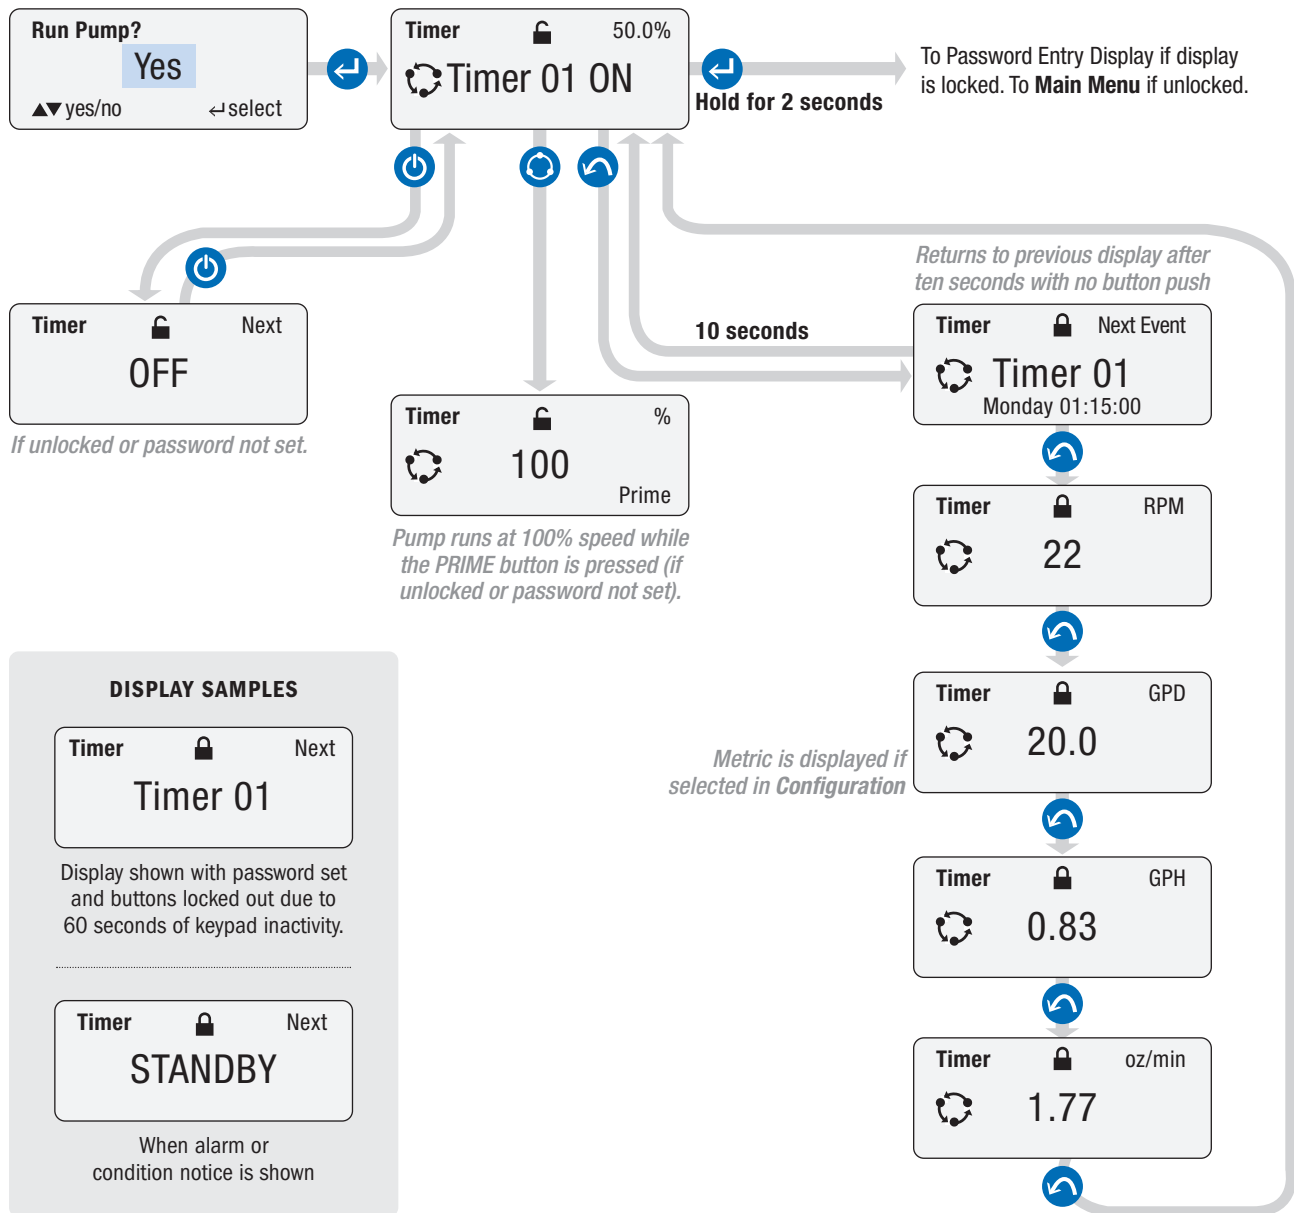 Run Pump?
Yes
▲▼ yes/no ↵ select
Timer 50.0%
Timer 01 ON
Hold for 2 seconds
To Password Entry Display if display
is locked. To Main Menu if unlocked.
Timer Next
OFF
If unlocked or password not set.
Timer %
100
Prime
Pump runs at 100% speed while
the PRIME button is pressed (if
unlocked or password not set).
10 seconds
Returns to previous display after
ten seconds with no button push
Timer Next Event
Timer 01
Monday 01:15:00
Timer RPM
22
Timer GPD
20.0
Metric is displayed if
selected in Configuration
Timer GPH
0.83
Timer oz/min
1.77
DISPLAY SAMPLES
Timer Next
Timer 01
Display shown with password set
and buttons locked out due to
60 seconds of keypad inactivity.
Timer Next
STANDBY
When alarm or
condition notice is shown